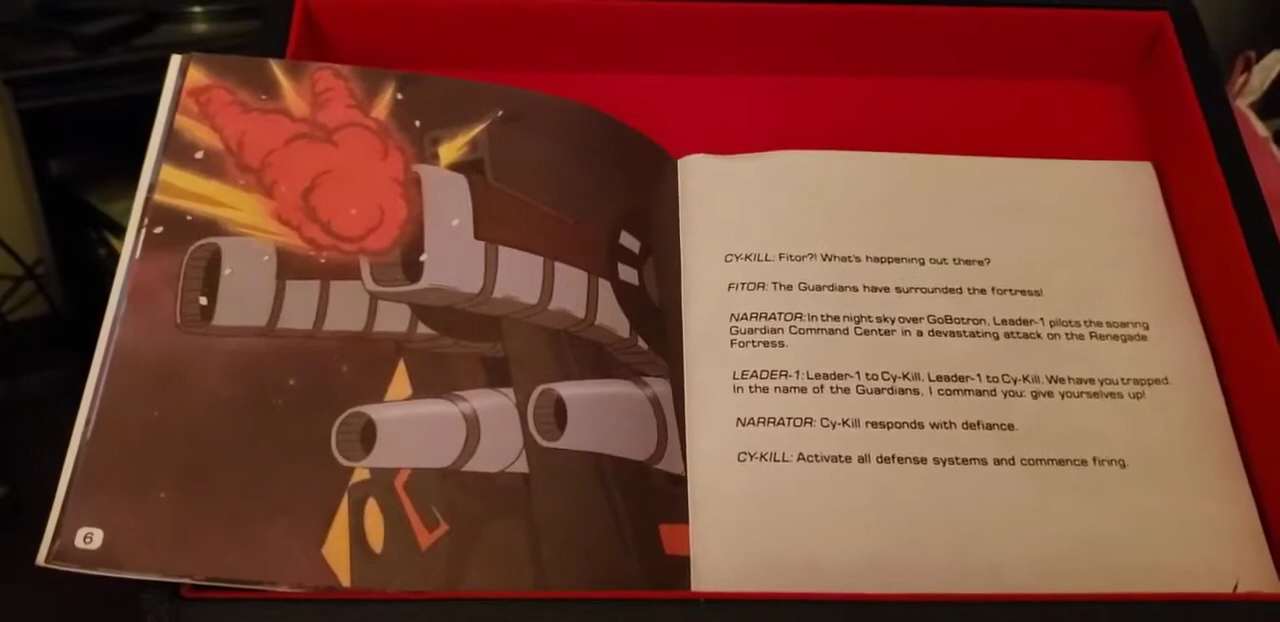 6
CY-KILL: Fitor?! What's happening out there?
FITOR: The Guardians have surrounded the fortress!
NARRATOR: In the night sky over GoBotron, Leader-1 pilots the soaring
Guardian Command Center in a devastating attack on the Renegade
Fortress.
LEADER-1: Leader-1 to Cy-Kill. Leader-1 to Cy-Kill. We have you trapped.
In the name of the Guardians, I command you: give yourselves up!
NARRATOR: Cy-Kill responds with defiance.
CY-KILL: Activate all defense systems and commence firing.